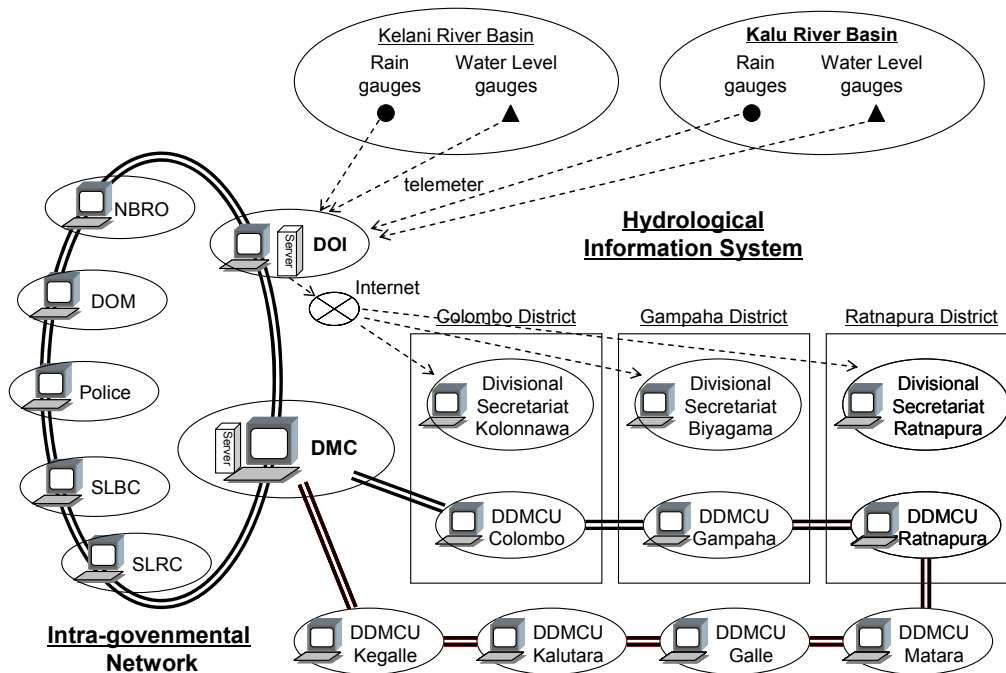 Kelani River Basin
Rain
gauges
Water Level
gauges
Kalu River Basin
Rain
gauges
Water Level
gauges
telemeter
NBRO
DOI
Server
Hydrological
Information System
DOM
Internet
Colombo District
Gampaha District
Ratnapura District
Police
Divisional
Secretariat
Kolonnawa
Divisional
Secretariat
Biyagama
Divisional
Secretariat
Ratnapura
DMC
Server
SLBC
DDMCU
Colombo
DDMCU
Gampaha
DDMCU
Ratnapura
SLRC
Intra-govenmental
Network
DDMCU
Kegalle
DDMCU
Kalutara
DDMCU
Galle
DDMCU
Matara